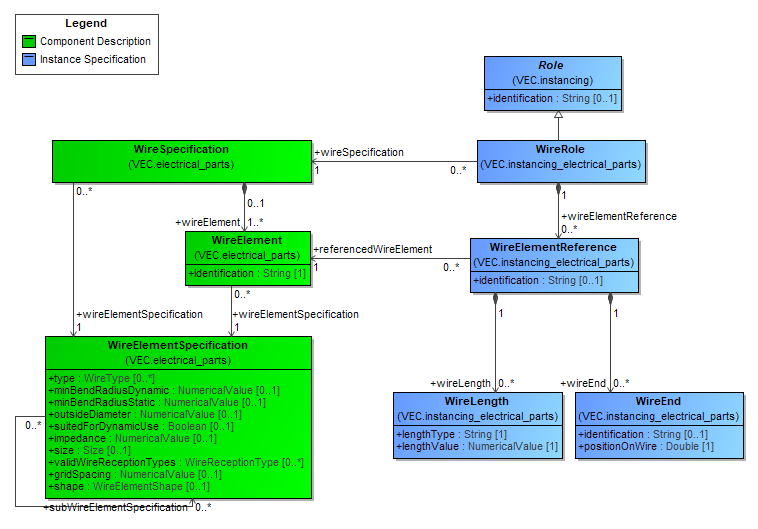 Legend
Component Description
Instance Specification
Role
(VEC.instancing)
+identification : String [0..1]
WireSpecification
(VEC.electrical_parts)
+wireSpecification
1
0..*
WireRole
(VEC.instancing_electrical_parts)
0..*
0..1
1
+wireElement
1..*
+wireElementReference
0..*
WireElement
(VEC.electrical_parts)
+identification : String [1]
+referencedWireElement
1
0..*
WireElementReference
(VEC.instancing_electrical_parts)
+identification : String [0..1]
0..*
1
1
+wireElementSpecification
1
+wireElementSpecification
1
WireElementSpecification
(VEC.electrical_parts)
+type : WireType [0..*]
+minBendRadiusDynamic : NumericalValue [0..1]
+minBendRadiusStatic : NumericalValue [0..1]
+outsideDiameter : NumericalValue [0..1]
+suitedForDynamicUse : Boolean [0..1]
+impedance : NumericalValue [0..1]
+size : Size [0..1]
+validWireReceptionTypes : WireReceptionType [0..*]
+gridSpacing : NumericalValue [0..1]
+shape : WireElementShape [0..1]
0..*
+subWireElementSpecification
0..*
+wireLength
0..*
+wireEnd
0..*
WireLength
(VEC.instancing_electrical_parts)
+lengthType : String [1]
+lengthValue : NumericalValue [1]
WireEnd
(VEC.instancing_electrical_parts)
+identification : String [0..1]
+positionOnWire : Double [1]